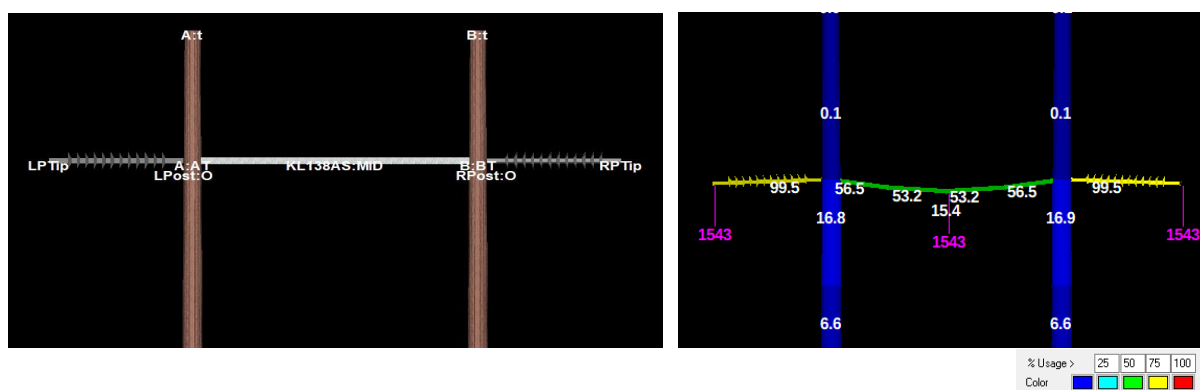 A:t B:t
LPTip A:AT KL138AS:MID B:BT RPTip
LPost:O RPost:O
0.1 0.1
99.5 56.5 53.2 53.2 56.5 99.5
15.4
16.8 16.9
1543 1543 1543
6.6 6.6
% Usage > 25 50 75 100
Color